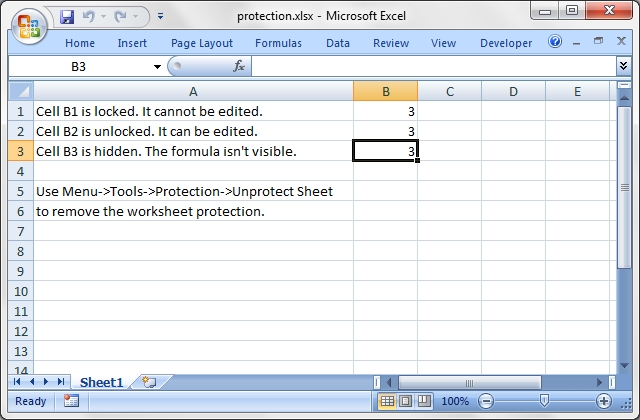 protection.xlsx - Microsoft Excel
Home Insert Page Layout Formulas Data Review View Developer
B3 fx
A B C D E
1 Cell B1 is locked. It cannot be edited. 3
2 Cell B2 is unlocked. It can be edited. 3
3 Cell B3 is hidden. The formula isn't visible. 3
4
5 Use Menu->Tools->Protection->Unprotect Sheet
6 to remove the worksheet protection.
7
8
9
10
11
12
13
14
Sheet1
Ready 100%